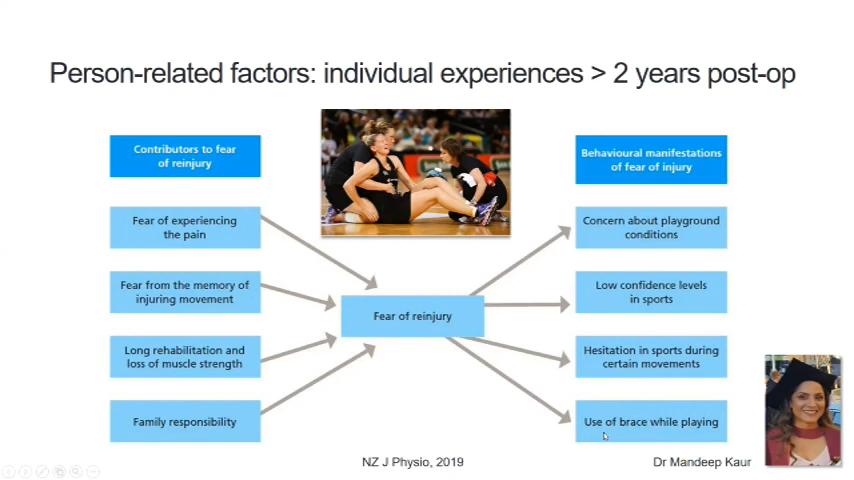 Person-related factors: individual experiences > 2 years post-op
Contributors to fear
of reinjury
Fear of experiencing
the pain
Fear from the memory of
injuring movement
Long rehabilitation and
loss of muscle strength
Family responsibility
Fear of reinjury
Behavioural manifestations
of fear of injury
Concern about playground
conditions
Low confidence levels
in sports
Hesitation in sports during
certain movements
Use of brace while playing
NZ J Physio, 2019
Dr Mandeep Kaur